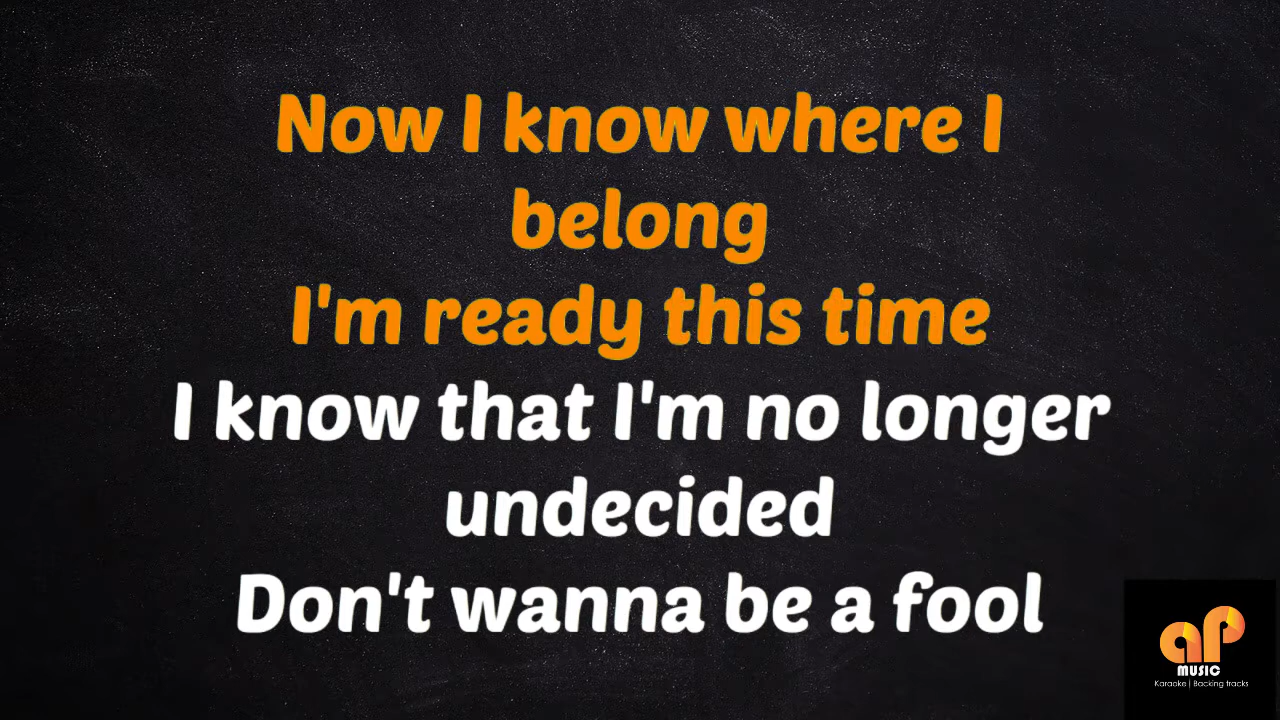 Now I know where I
belong
I'm ready this time
I know that I'm no longer
undecided
Don't wanna be a fool
ap
MUSIC
Karaoke | Backing tracks